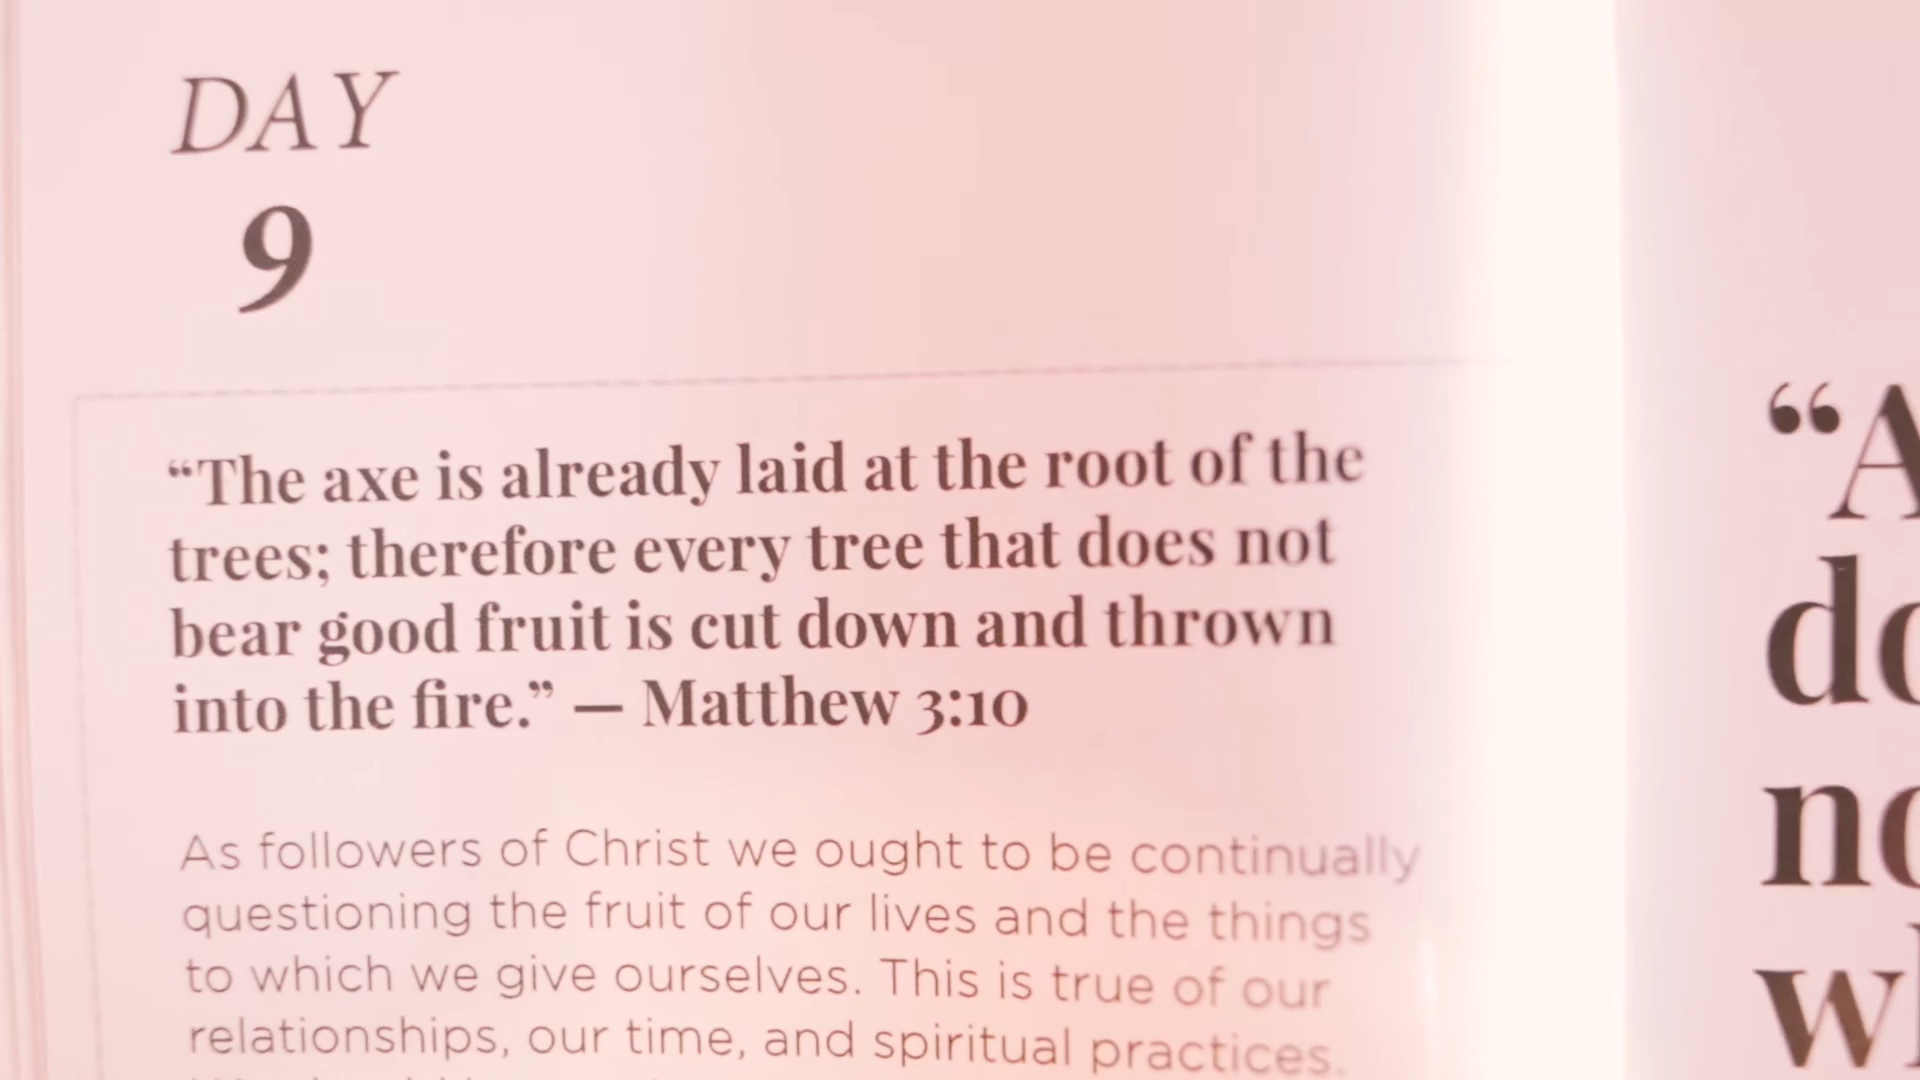 DAY
9
“The axe is already laid at the root of the
trees; therefore every tree that does not
bear good fruit is cut down and thrown
into the fire.” — Matthew 3:10
As followers of Christ we ought to be continually
questioning the fruit of our lives and the things
to which we give ourselves. This is true of our
relationships, our time, and spiritual practices.